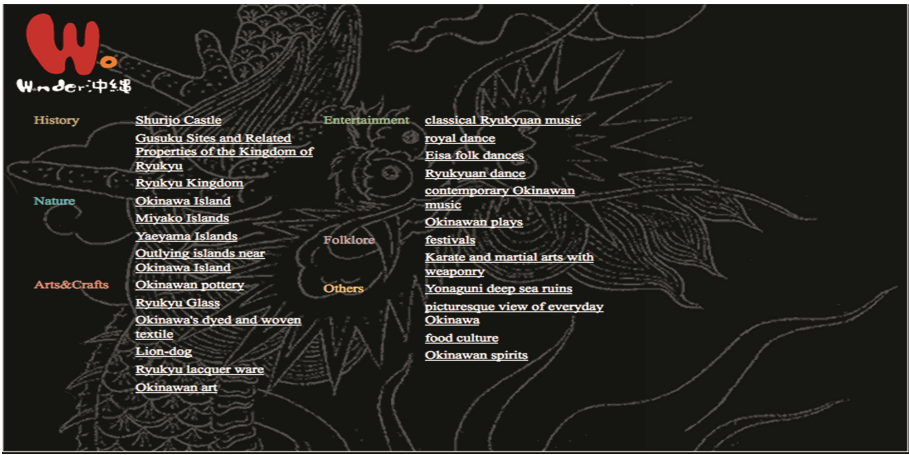 Wo
Wonder沖縄
History
Shurijo Castle
Gusuku Sites and Related
Properties of the Kingdom of
Ryukyu
Ryukyu Kingdom
Nature
Okinawa Island
Miyako Islands
Yaeyama Islands
Outlying islands near
Okinawa Island
Arts&Crafts
Okinawan pottery
Ryukyu Glass
Okinawa's dyed and woven
textile
Lion-dog
Ryukyu lacquer ware
Okinawan art
Entertainment
classical Ryukyuan music
royal dance
Eisa folk dances
Ryukyuan dance
contemporary Okinawan
music
Okinawan plays
Folklore
festivals
Karate and martial arts with
weaponry
Others
Yonaguni deep sea ruins
picturesque view of everyday
Okinawa
food culture
Okinawan spirits